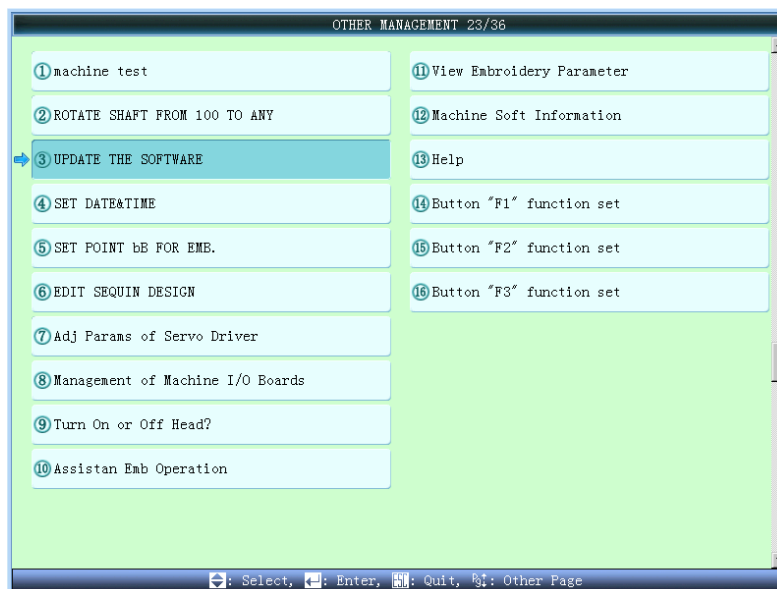 OTHER MANAGEMENT 23/36
①machine test
②ROTATE SHAFT FROM 100 TO ANY
③UPDATE THE SOFTWARE
④SET DATE&TIME
⑤SET POINT bB FOR EMB.
⑥EDIT SEQUIN DESIGN
⑦Adj Params of Servo Driver
⑧Management of Machine I/O Boards
⑨Turn On or Off Head?
⑩Assistan Emb Operation
⑪View Embroidery Parameter
⑫Machine Soft Information
⑬Help
⑭Button "F1" function set
⑮Button "F2" function set
⑯Button "F3" function set
: Select, : Enter, ESC: Quit, Pg: Other Page